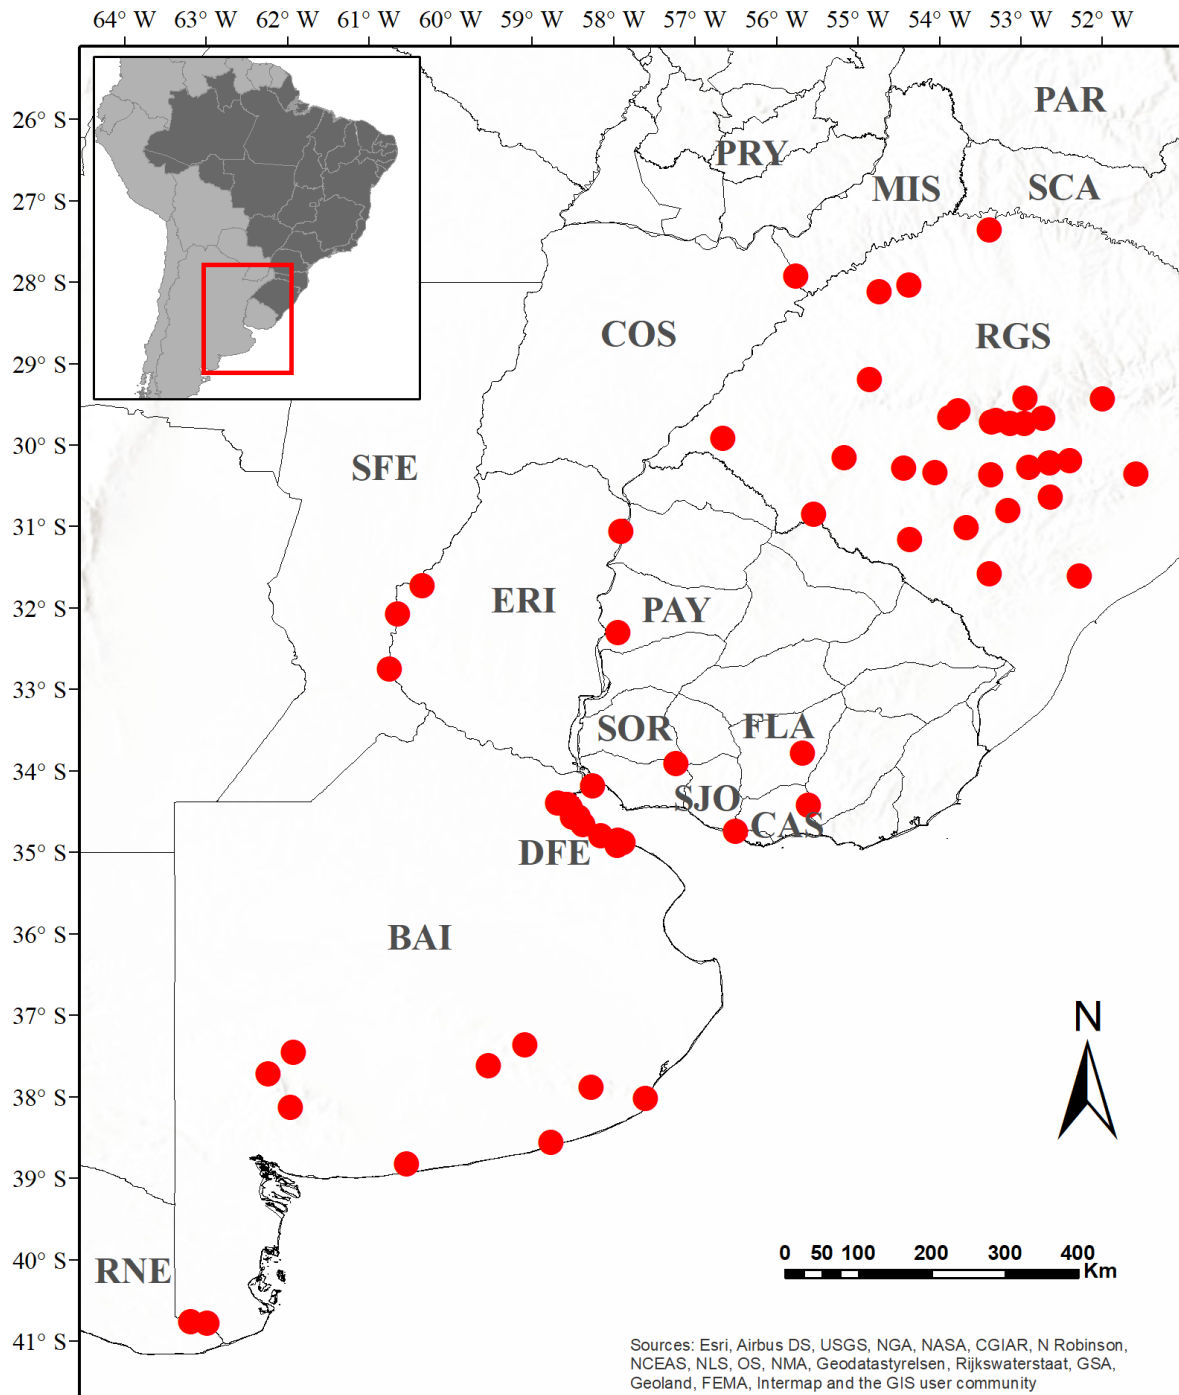 64° W 63° W 62° W 61° W 60° W 59° W 58° W 57° W 56° W 55° W 54° W 53° W 52° W
PAR
26° S
PRY
MIS
SCA
27° S
28° S
COS
RGS
29° S
30° S
SFE
31° S
ERI
PAY
32° S
33° S
SOR
FLA
34° S
SJO
CAS
DFE
35° S
BAI
36° S
37° S
N
38° S
39° S
40° S
RNE
0 50 100 200 300 400
Km
41° S
Sources: Esri, Airbus DS, USGS, NGA, NASA, CGIAR, N Robinson,
NCEAS, NLS, OS, NMA, Geodatastyrelsen, Rijkswaterstaat, GSA,
Geoland, FEMA, Intermap and the GIS user community